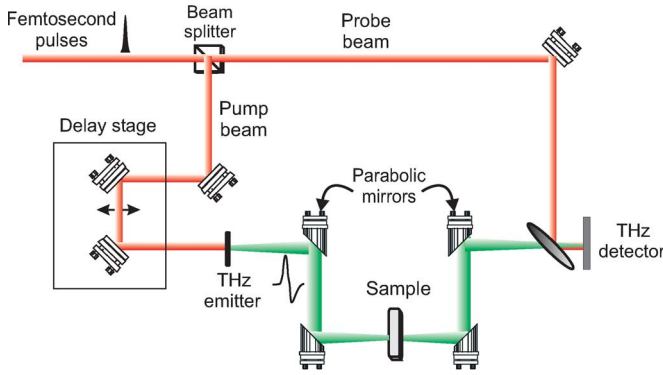 Femtosecond
pulses
Beam
splitter
Probe
beam
Pump
beam
Delay stage
Parabolic
mirrors
THz
detector
THz
emitter
Sample